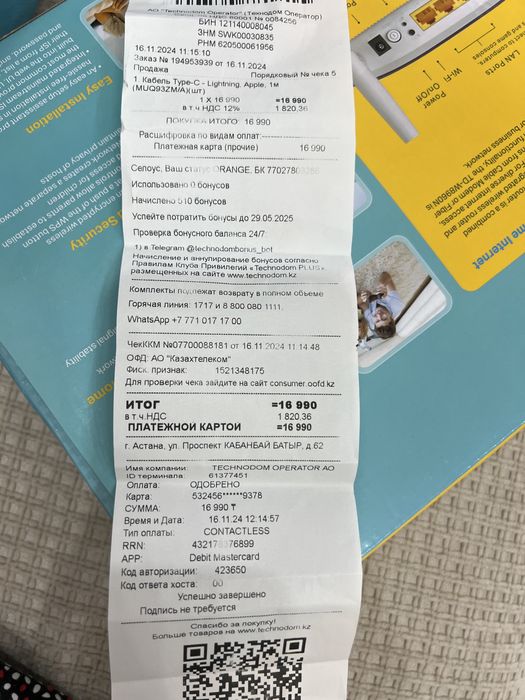 АО "Technodom Operator" (Технодом Оператор)
БИН 121140008045
ЗНМ SWK00030835
РНМ 620500061956
16.11.2024 11:15:10
Заказ № 194953939 от 16.11.2024
Продажа
Порядковый № чека 5
1. Кабель Type-C - Lightning, Apple, 1м
(MUQ93ZM/A)(шт)
1 X 16 990 =16 990
в т.ч НДС 12% 1 820,36
ПОКУПКА ИТОГО: 16 990
Расшифровка по видам оплат:
Платежная карта (прочие) 16 990
Ваш статус ORANGE, БК
Использовано 0 бонусов
Начислено 510 бонусов
Успейте потратить бонусы до 29.05.2025
Проверка бонусного баланса 24/7:
1) в Telegram @technodombonus_bot
Начисление и аннулирование бонусов согласно
Правилам Клуба Привилегий «Technodom PLUS»
размещенных на сайте www.technodom.kz
Комплекты подлежат возврату в полном объеме
Горячая линия: 1717 и 8 800 080 1111,
WhatsApp +7 771 017 17 00
ЧекККМ №07700088181 от 16.11.2024 11:14:48
ОФД: АО "Казахтелеком"
Фиск. признак: 1521348175
Для проверки чека зайдите на сайт consumer.oofd.kz
ИТОГ =16 990
в т.ч.НДС 1 820,36
ПЛАТЕЖНОЙ КАРТОЙ =16 990
г. Астана, ул. Проспект КАБАНБАЙ БАТЫР, д.62
Имя компании: TECHNODOM OPERATOR АО
ID терминала: 61377451
Оплата: ОДОБРЕНО
Карта: 532456******9378
СУММА: 16 990 ₸
Время и Дата: 16.11.24 12:14:57
Тип оплаты: CONTACTLESS
RRN:
APP: Debit Mastercard
Код авторизации: 423650
Код ответа хоста: 00
Успешно завершено
Подпись не требуется
Спасибо за покупку!
Больше товаров на www.technodom.kz
Easy Installation
Security
Power
Wi-Fi On/Off
LAN Ports